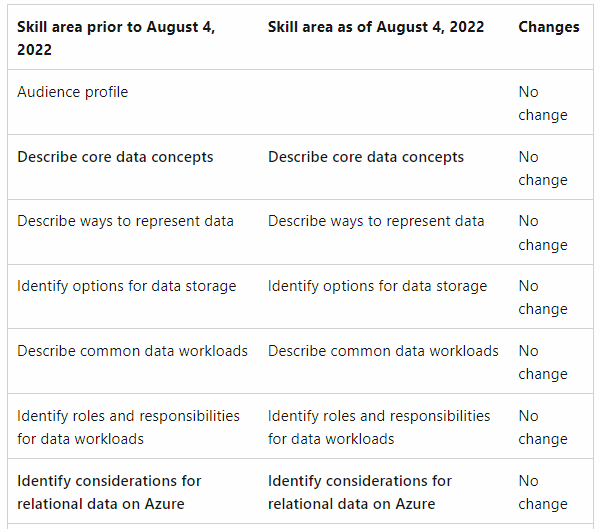 Skill area prior to August 4, 2022 Skill area as of August 4, 2022 Changes
Audience profile No change
Describe core data concepts Describe core data concepts No change
Describe ways to represent data Describe ways to represent data No change
Identify options for data storage Identify options for data storage No change
Describe common data workloads Describe common data workloads No change
Identify roles and responsibilities for data workloads Identify roles and responsibilities for data workloads No change
Identify considerations for relational data on Azure Identify considerations for relational data on Azure No change